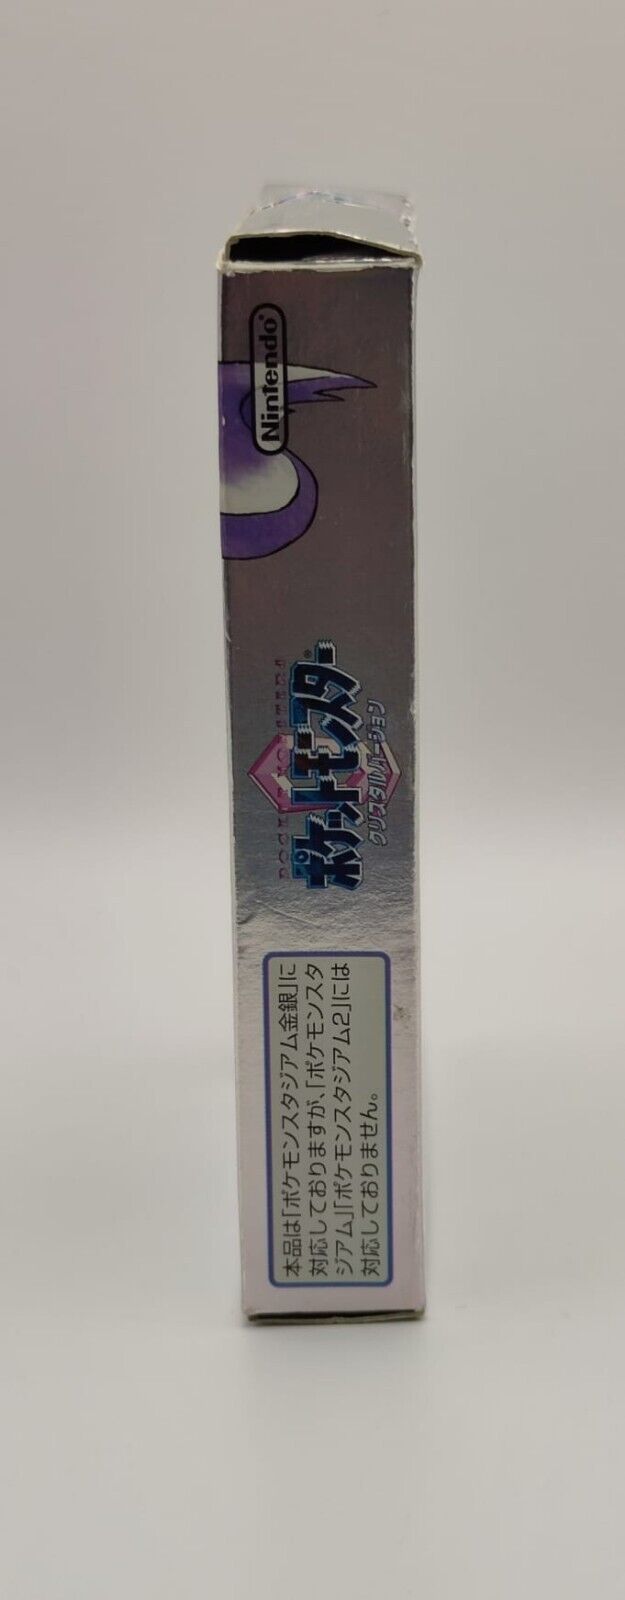 Nintendo®
POCKET MONSTERS
ポケットモンスター®
クリスタルバージョン
本品は「ポケモンスタジアム金銀」に
対応しておりますが、「ポケモンスタ
ジアム」「ポケモンスタジアム2」には
対応しておりません。